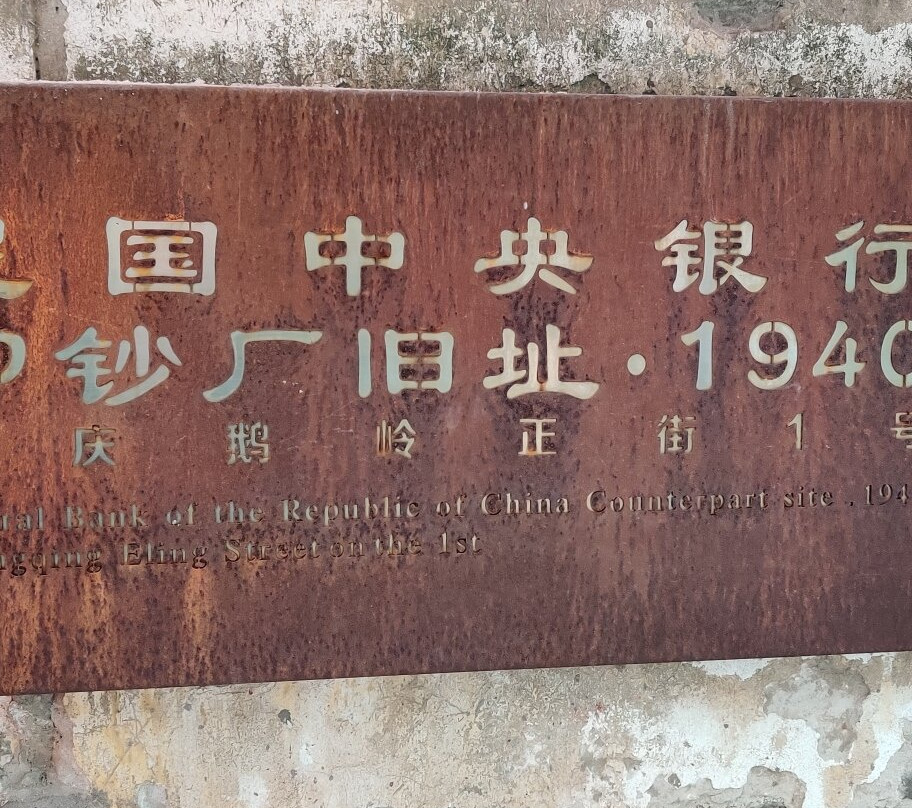 国中央银行
钞厂旧址·1940
庆鹅岭正街1号
Bank of the Republic of China Counterpart site . 194
Eling Street on the 1st